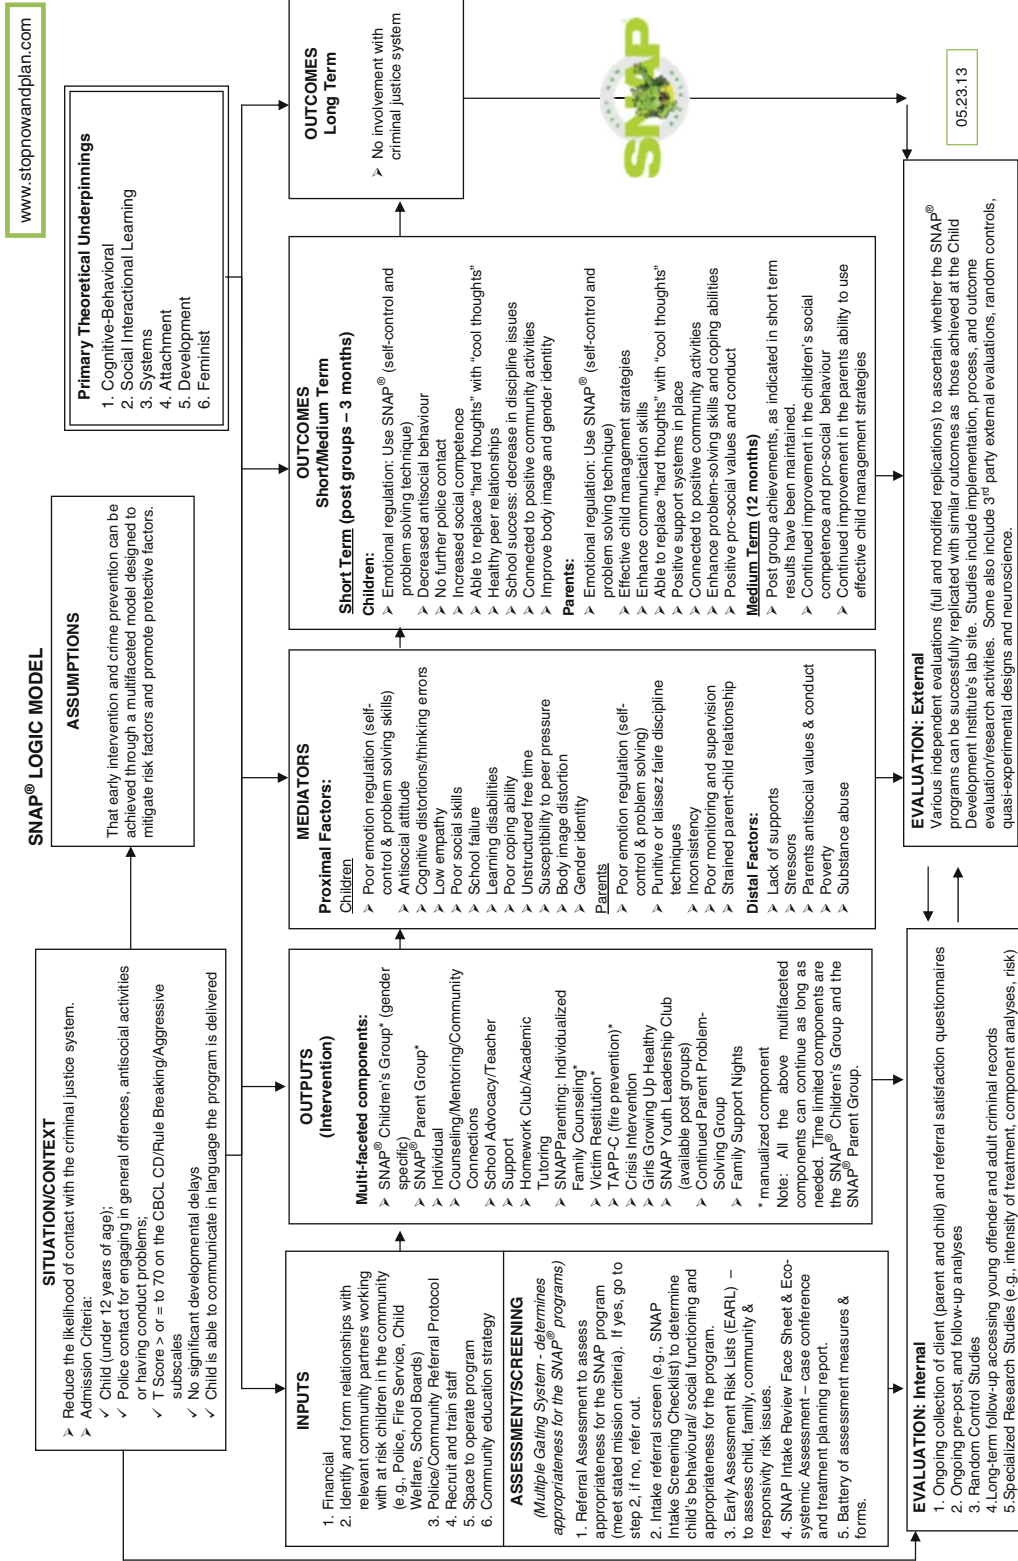 www.stopnowandplan.com
SNAP® LOGIC MODEL
SITUATION/CONTEXT
➢ Reduce the likelihood of contact with the criminal justice system.
➢ Admission Criteria:
✓ Child (under 12 years of age);
✓ Police contact for engaging in general offences, antisocial activities
or having conduct problems;
✓ T Score > or = to 70 on the CBCL CD/Rule Breaking/Aggressive
subscales
✓ No significant developmental delays
✓ Child is able to communicate in language the program is delivered
ASSUMPTIONS
That early intervention and crime prevention can be
achieved through a multifaceted model designed to
mitigate risk factors and promote protective factors.
Primary Theoretical Underpinnings
1. Cognitive-Behavioral
2. Social Interactional Learning
3. Systems
4. Attachment
5. Development
6. Feminist
INPUTS
1. Financial
2. Identify and form relationships with
relevant community partners working
with at risk children in the community
(e.g., Police, Fire Service, Child
Welfare, School Boards)
3. Police/Community Referral Protocol
4. Recruit and train staff
5. Space to operate program
6. Community education strategy
ASSESSMENT/SCREENING
(Multiple Gating System - determines
appropriateness for the SNAP® programs)
1. Referral Assessment to assess
appropriateness for the SNAP program
(meet stated mission criteria). If yes, go to
step 2, if no, refer out.
2. Intake referral screen (e.g., SNAP
Intake Screening Checklist) to determine
child's behavioural/social functioning and
appropriateness for the program.
3. Early Assessment Risk Lists (EARL) –
to assess child, family, community &
responsivity risk issues.
4. SNAP Intake Review Face Sheet & Eco-
systemic Assessment – case conference
and treatment planning report.
5. Battery of assessment measures &
forms.
OUTPUTS
(Intervention)
Multi-faceted components:
➢ SNAP® Children's Group* (gender
specific)
➢ SNAP® Parent Group*
➢ Individual
➢ Counseling/Mentoring/Community
Connections
➢ School Advocacy/Teacher
➢ Support
➢ Homework Club/Academic
Tutoring
➢ SNAPParenting: Individualized
Family Counseling*
➢ Victim Restitution*
➢ TAPP-C (fire prevention)*
➢ Crisis Intervention
➢ Girls Growing Up Healthy
➢ SNAP Youth Leadership Club
(available post groups)
➢ Continued Parent Problem-
Solving Group
➢ Family Support Nights
* manualized component
Note: All the above multifaceted
components can continue as long as
needed. Time limited components are
the SNAP® Children's Group and the
SNAP® Parent Group.
MEDIATORS
Proximal Factors:
Children
➢ Poor emotion regulation (self-
control & problem solving skills)
➢ Antisocial attitude
➢ Cognitive distortions/thinking errors
➢ Low empathy
➢ Poor social skills
➢ School failure
➢ Learning disabilities
➢ Poor coping ability
➢ Unstructured free time
➢ Susceptibility to peer pressure
➢ Body image distortion
➢ Gender identity
Parents
➢ Poor emotion regulation (self-
control & problem solving)
➢ Punitive or laissez faire discipline
techniques
➢ Inconsistency
➢ Poor monitoring and supervision
➢ Strained parent-child relationship
Distal Factors:
➢ Lack of supports
➢ Stressors
➢ Parents antisocial values & conduct
➢ Poverty
➢ Substance abuse
OUTCOMES
Short/Medium Term
Short Term (post groups – 3 months)
Children:
➢ Emotional regulation: Use SNAP® (self-control and
problem solving technique)
➢ Decreased antisocial behaviour
➢ No further police contact
➢ Increased social competence
➢ Able to replace “hard thoughts” with “cool thoughts”
➢ Healthy peer relationships
➢ School success: decrease in discipline issues
➢ Connected to positive community activities
➢ Improve body image and gender identity
Parents:
➢ Emotional regulation: Use SNAP® (self-control and
problem solving technique)
➢ Effective child management strategies
➢ Enhance communication skills
➢ Able to replace “hard thoughts” with “cool thoughts”
➢ Positive support systems in place
➢ Connected to positive community activities
➢ Enhance problem-solving skills and coping abilities
➢ Positive pro-social values and conduct
Medium Term (12 months)
➢ Post group achievements, as indicated in short term
results have been maintained.
➢ Continued improvement in the children's social
competence and pro-social behaviour
➢ Continued improvement in the parents ability to use
effective child management strategies
OUTCOMES
Long Term
➢ No involvement with
criminal justice system
SNAP
EVALUATION: Internal
1. Ongoing collection of client (parent and child) and referral satisfaction questionnaires
2. Ongoing pre-post, and follow-up analyses
3. Random Control Studies
4.Long-term follow-up accessing young offender and adult criminal records
5.Specialized Research Studies (e.g., intensity of treatment, component analyses, risk)
EVALUATION: External
Various independent evaluations (full and modified replications) to ascertain whether the SNAP®
programs can be successfully replicated with similar outcomes as those achieved at the Child
Development Institute's lab site. Studies include implementation, process, and outcome
evaluation/research activities. Some also include 3rd party external evaluations, random controls,
quasi-experimental designs and neuroscience.
05.23.13